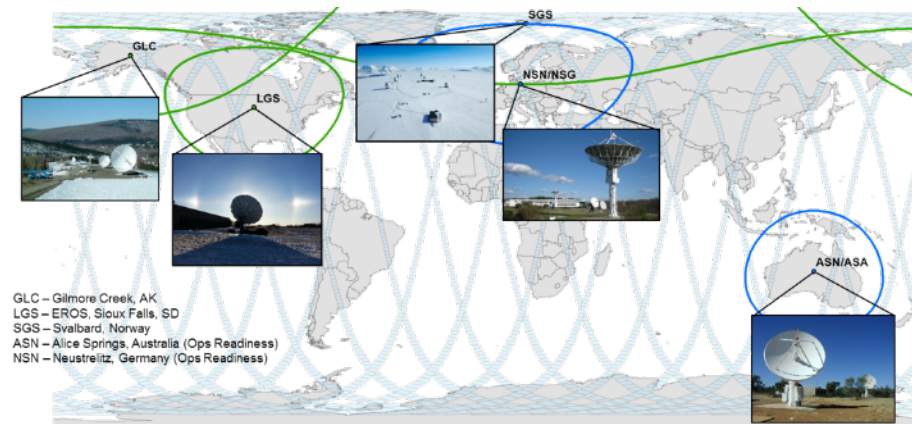 SGS
GLC
NSN/NSG
LGS
ASN/ASA
GLC – Gilmore Creek, AK
LGS – EROS, Sioux Falls, SD
SGS – Svalbard, Norway
ASN – Alice Springs, Australia (Ops Readiness)
NSN – Neustrelitz, Germany (Ops Readiness)